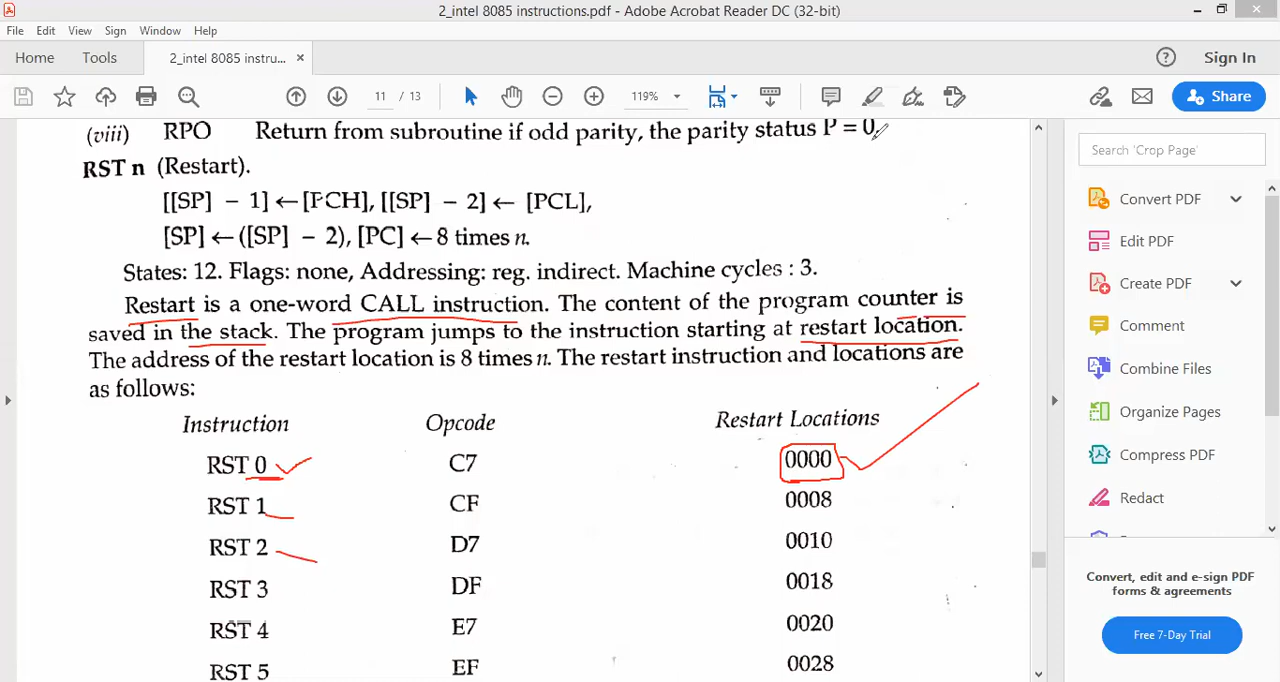 2_intel 8085 instructions.pdf - Adobe Acrobat Reader DC (32-bit)
File Edit View Sign Window Help
Home Tools 2_intel 8085 instru... × Sign In
11 / 13 119% Share
(viii) RPO Return from subroutine if odd parity, the parity status P = 0,
RST n (Restart).
[[SP] - 1] ← [PCH], [[SP] - 2] ← [PCL],
[SP] ← ([SP] - 2), [PC] ← 8 times n.
States: 12. Flags: none, Addressing: reg. indirect. Machine cycles : 3.
Restart is a one-word CALL instruction. The content of the program counter is
saved in the stack. The program jumps to the instruction starting at restart location.
The address of the restart location is 8 times n. The restart instruction and locations are
as follows:
Instruction Opcode Restart Locations
RST 0 C7 0000
RST 1 CF 0008
RST 2 D7 0010
RST 3 DF 0018
RST 4 E7 0020
RST 5 EF 0028
Search 'Crop Page'
Convert PDF
Edit PDF
Create PDF
Comment
Combine Files
Organize Pages
Compress PDF
Redact
Convert, edit and e-sign PDF
forms & agreements
Free 7-Day Trial